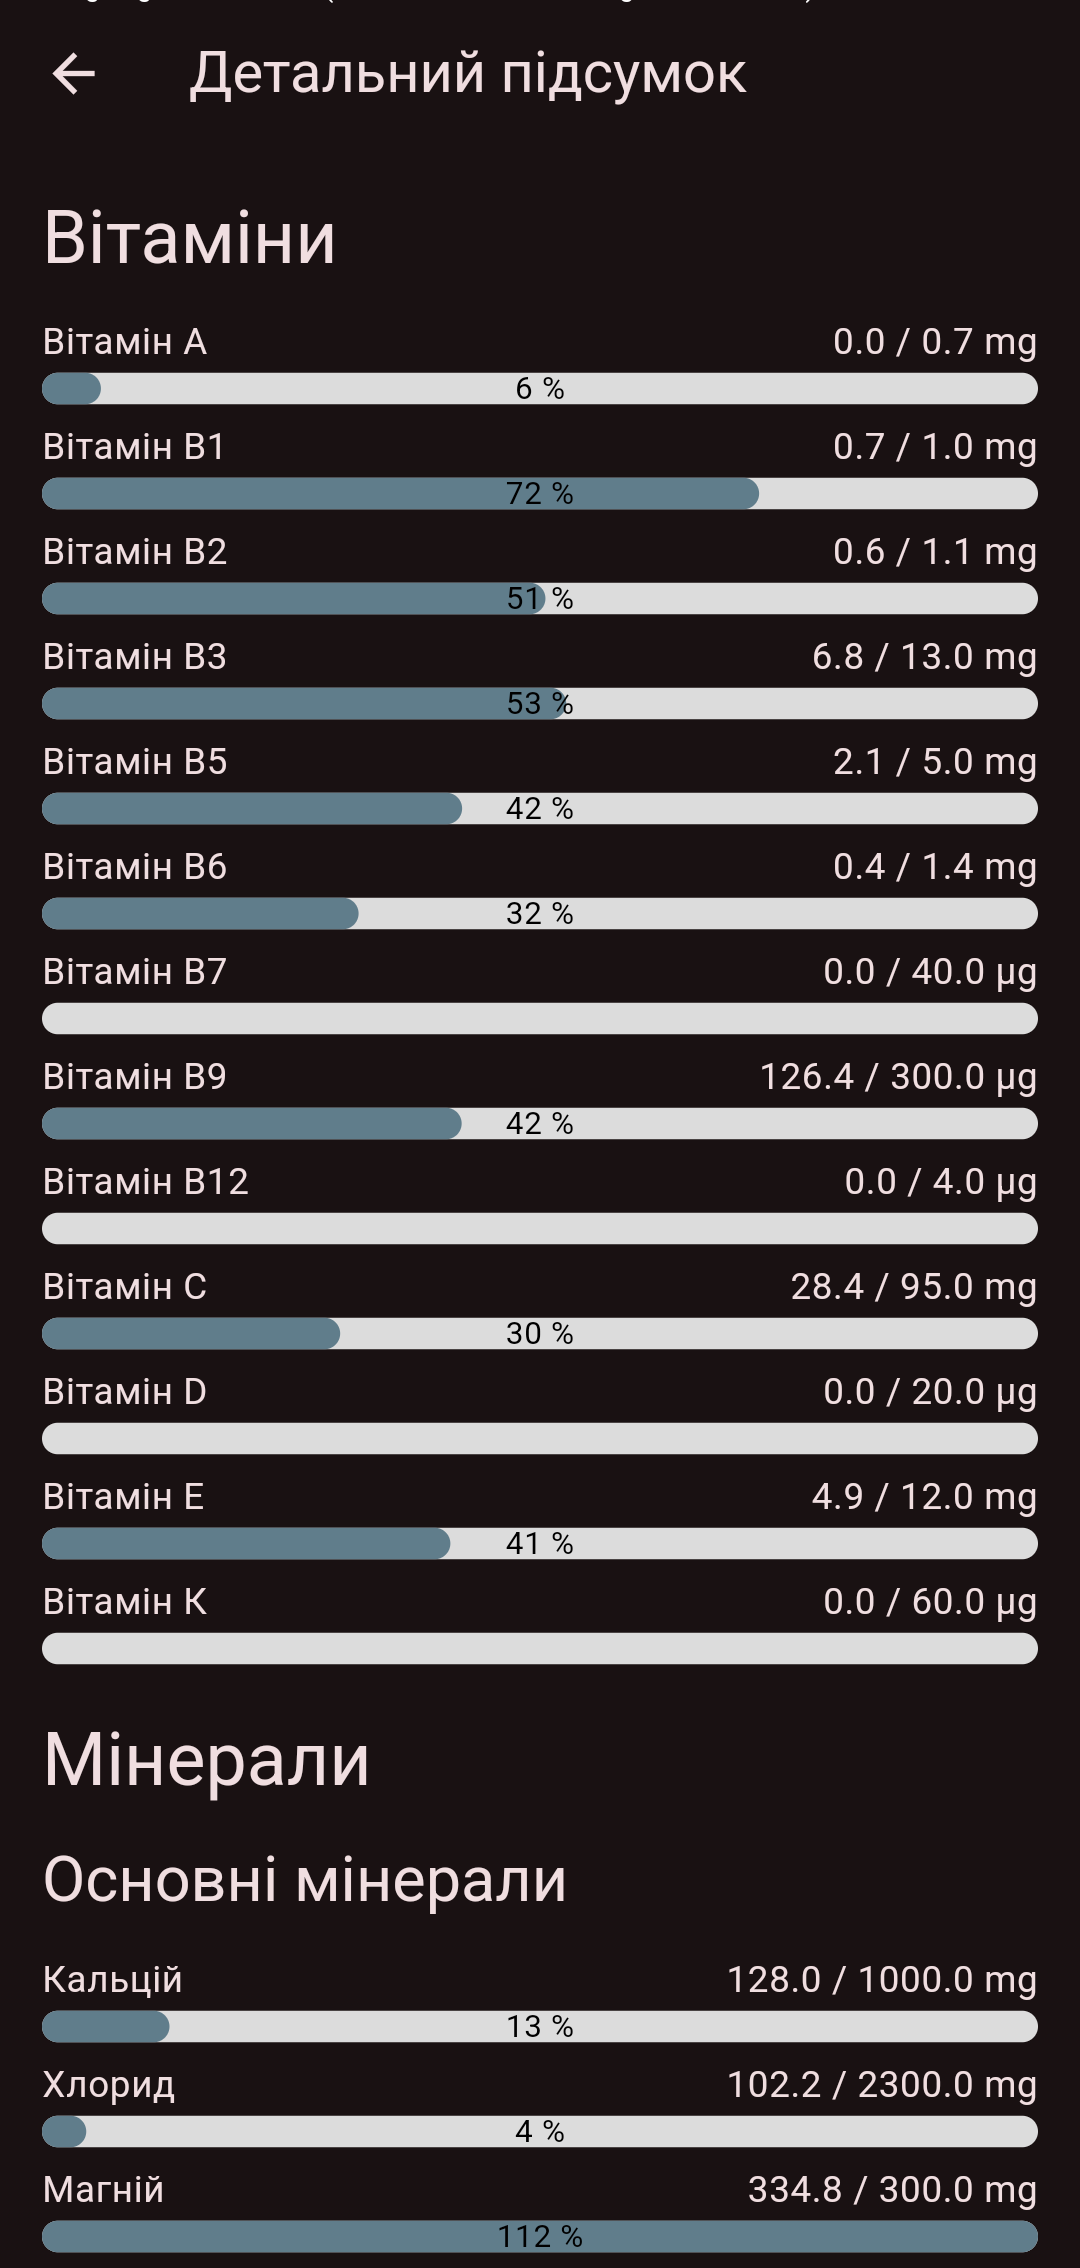 Детальний підсумок
Вітаміни
Вітамін A 0.0 / 0.7 mg
6 %
Вітамін B1 0.7 / 1.0 mg
72 %
Вітамін B2 0.6 / 1.1 mg
51 %
Вітамін B3 6.8 / 13.0 mg
53 %
Вітамін B5 2.1 / 5.0 mg
42 %
Вітамін B6 0.4 / 1.4 mg
32 %
Вітамін B7 0.0 / 40.0 µg
Вітамін B9 126.4 / 300.0 µg
42 %
Вітамін B12 0.0 / 4.0 µg
Вітамін C 28.4 / 95.0 mg
30 %
Вітамін D 0.0 / 20.0 µg
Вітамін E 4.9 / 12.0 mg
41 %
Вітамін К 0.0 / 60.0 µg
Мінерали
Основні мінерали
Кальцій 128.0 / 1000.0 mg
13 %
Хлорид 102.2 / 2300.0 mg
4 %
Магній 334.8 / 300.0 mg
112 %